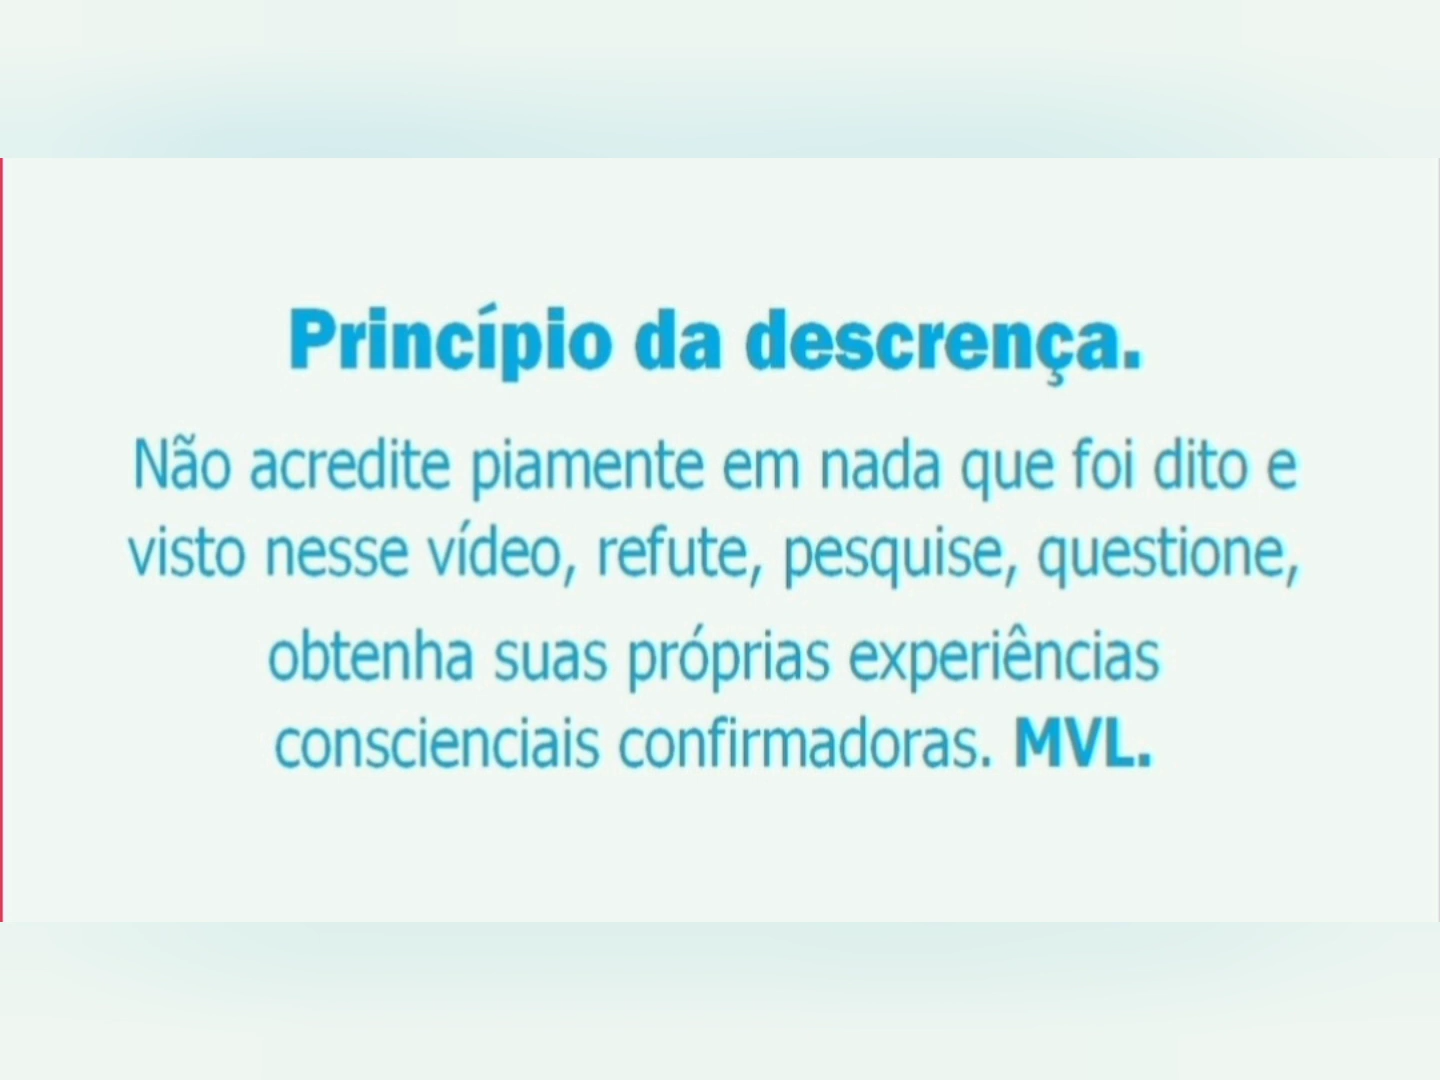 Princípio da descrença.
Não acredite piamente em nada que foi dito e
visto nesse vídeo, refute, pesquise, questione,
obtenha suas próprias experiências
conscienciais confirmadoras. MVL.